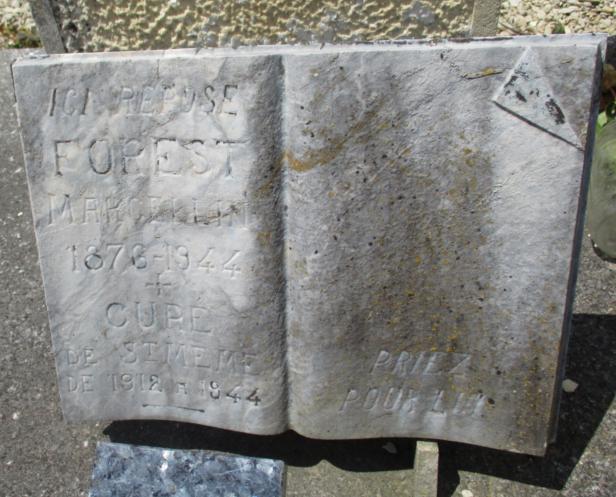 ICI REPOSE
FOREST
MARCELLIN
1876-1944
CURÉ
DE ST MEME
DE 1912 A 1944
PRIEZ
POUR LUI